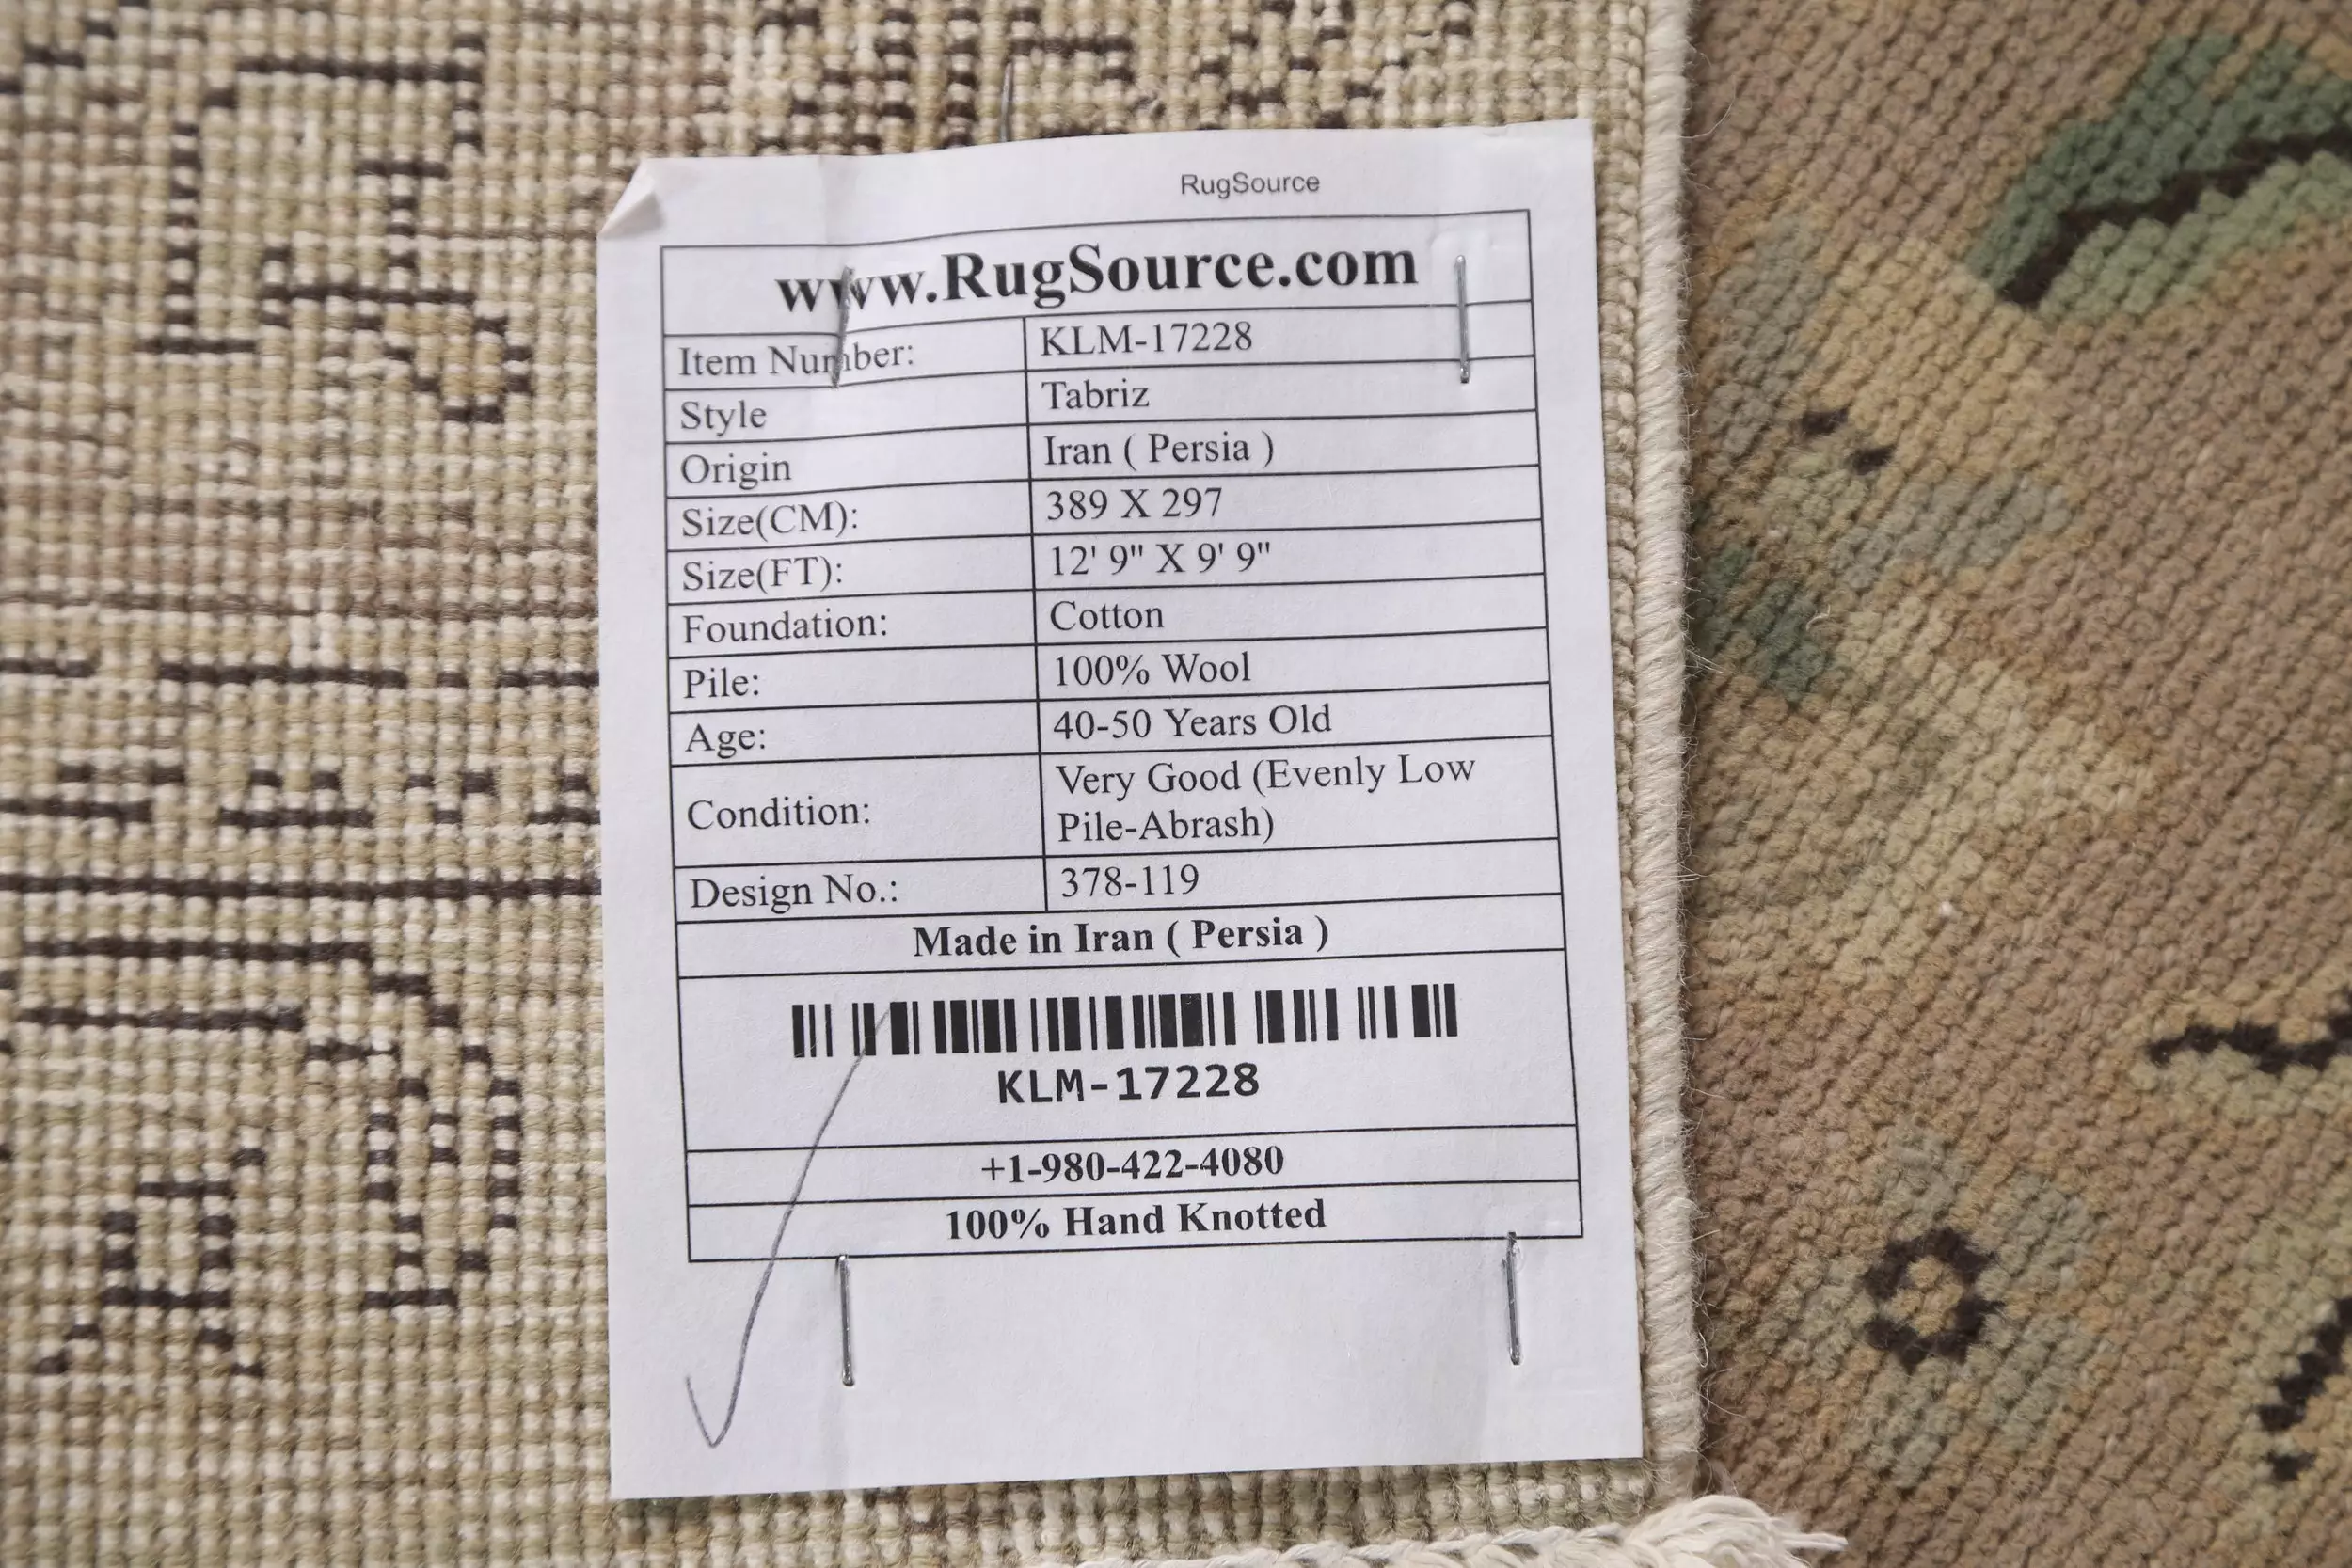 RugSource
www.RugSource.com
Item Number: KLM-17228
Style Tabriz
Origin Iran ( Persia )
Size(CM): 389 X 297
Size(FT): 12' 9" X 9' 9"
Foundation: Cotton
Pile: 100% Wool
Age: 40-50 Years Old
Condition: Very Good (Evenly Low
Pile-Abrash)
Design No.: 378-119
Made in Iran ( Persia )
KLM-17228
+1-980-422-4080
100% Hand Knotted